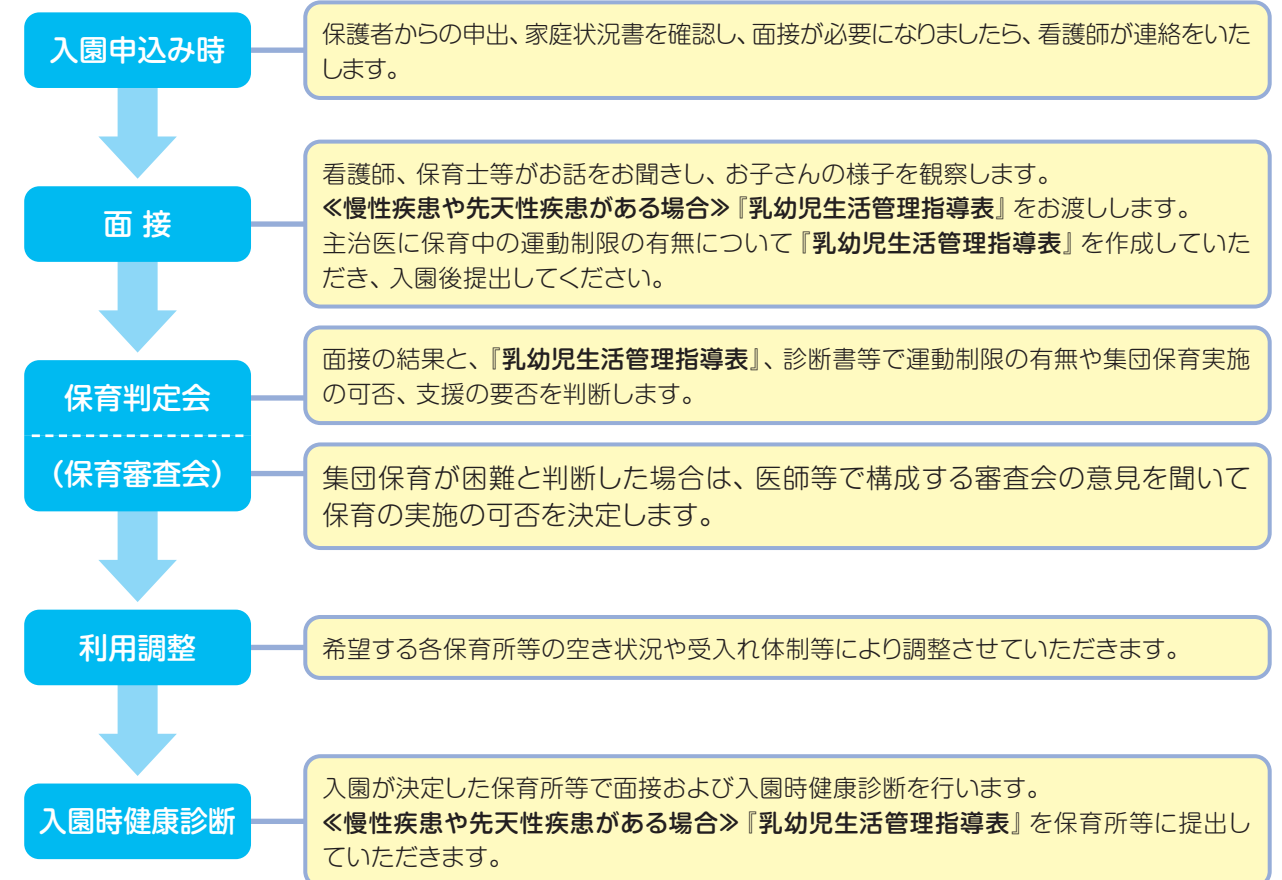 入園申込み時
保護者からの申出、家庭状況書を確認し、面接が必要になりましたら、看護師が連絡をいた
します。
面 接
看護師、保育士等がお話をお聞きし、お子さんの様子を観察します。
≪慢性疾患や先天性疾患がある場合≫『乳幼児生活管理指導表』をお渡しします。
主治医に保育中の運動制限の有無について『乳幼児生活管理指導表』を作成していた
だき、入園後提出してください。
保育判定会
面接の結果と、『乳幼児生活管理指導表』、診断書等で運動制限の有無や集団保育実施
の可否、支援の要否を判断します。
(保育審査会)
集団保育が困難と判断した場合は、医師等で構成する審査会の意見を聞いて
保育の実施の可否を決定します。
利用調整
希望する各保育所等の空き状況や受入れ体制等により調整させていただきます。
入園時健康診断
入園が決定した保育所等で面接および入園時健康診断を行います。
≪慢性疾患や先天性疾患がある場合≫『乳幼児生活管理指導表』を保育所等に提出し
ていただきます。